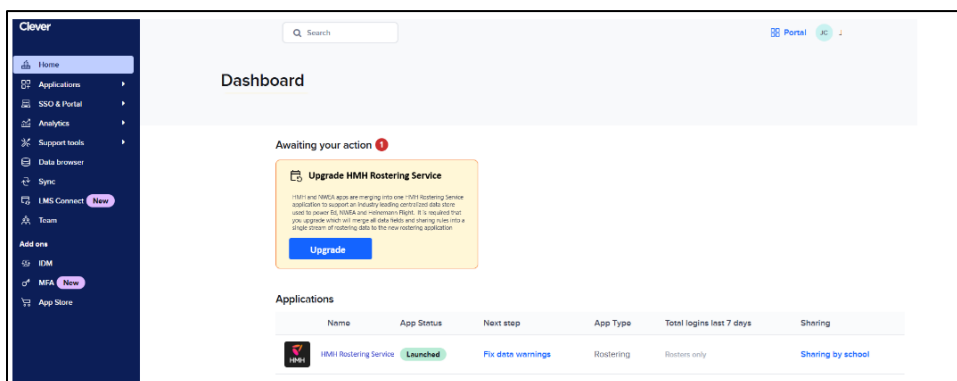 Clever
Search
Portal
JC
Home
Applications
SSO & Portal
Analytics
Support tools
Data browser
Sync
LMS Connect New
Team
Add ons
IDM
MFA New
App Store
Dashboard
Awaiting your action 1
Upgrade HMH Rostering Service
HMH and NWEA apps are merging into one HMH Rostering Service
application to support an industry leading centralized data store
used to power Ed, NWEA and Heinemann Flight. It is required that
you upgrade which will merge all data fields and sharing rules into a
single stream of rostering data to the new rostering application
Upgrade
Applications
Name App Status Next step App Type Total logins last 7 days Sharing
HMH HMH Rostering Service Launched Fix data warnings Rostering Rosters only Sharing by school